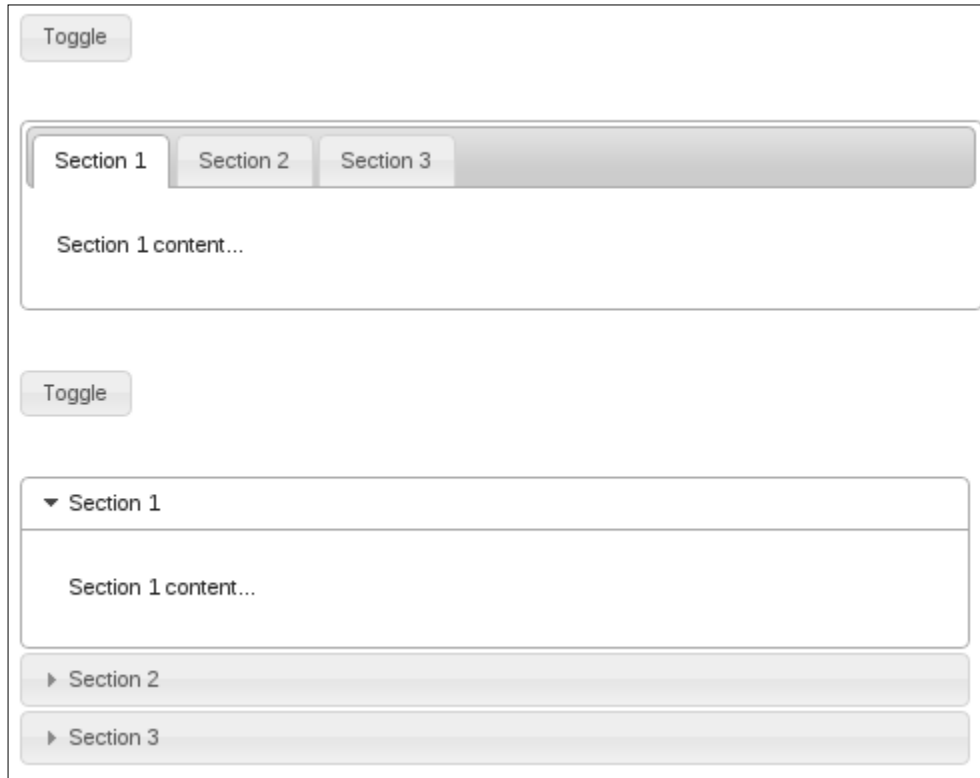 Toggle
Section 1 Section 2 Section 3
Section 1 content...
Toggle
Section 1
Section 1 content...
Section 2
Section 3